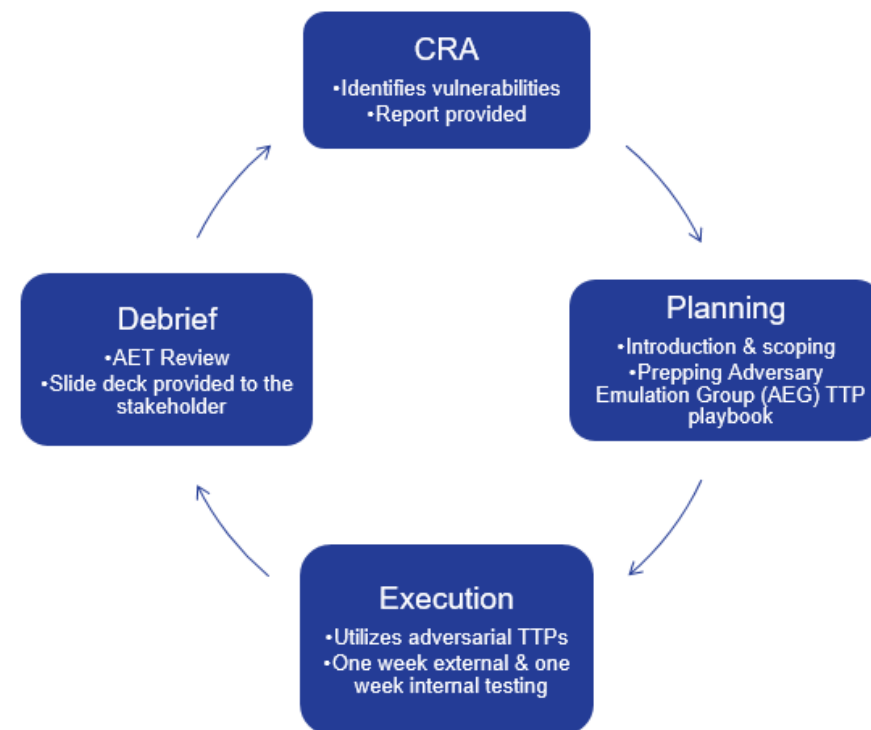 CRA
•Identifies vulnerabilities
•Report provided
Planning
•Introduction & scoping
•Prepping Adversary
Emulation Group (AEG) TTP
playbook
Execution
•Utilizes adversarial TTPs
•One week external & one
week internal testing
Debrief
•AET Review
•Slide deck provided to the
stakeholder